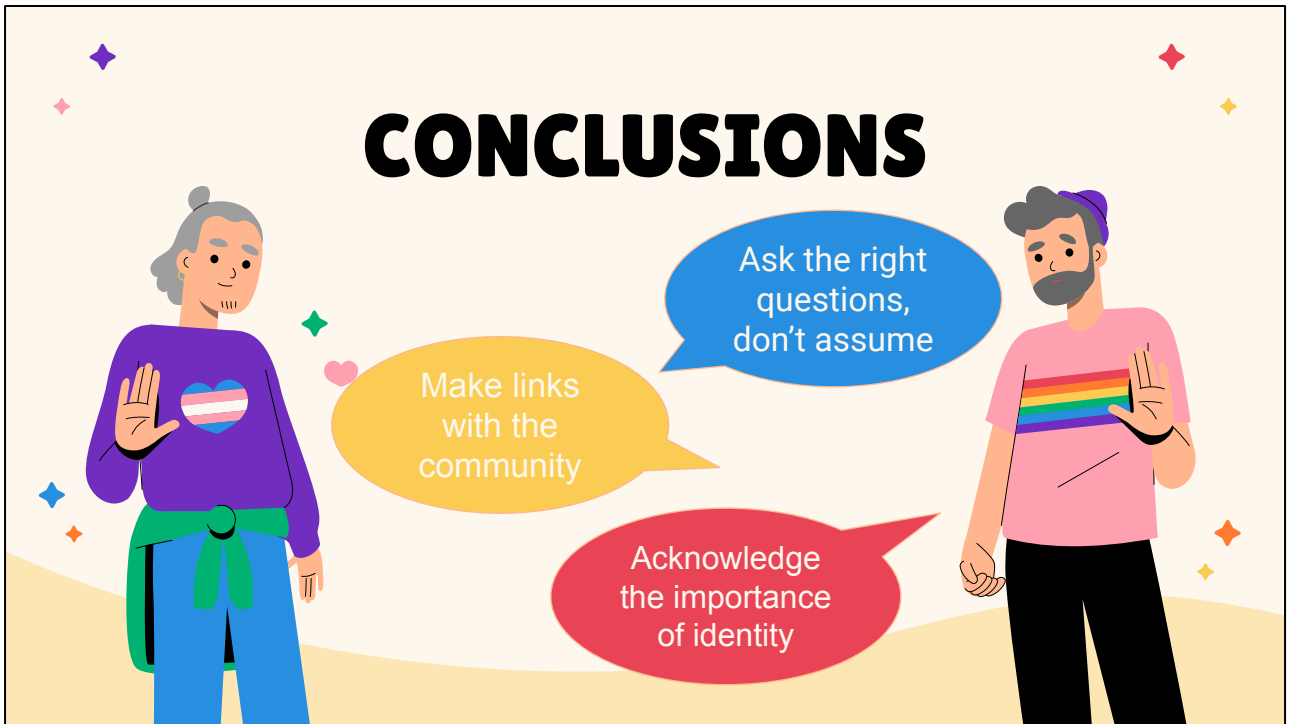 CONCLUSIONS
Ask the right
questions,
don’t assume
Make links
with the
community
Acknowledge
the importance
of identity